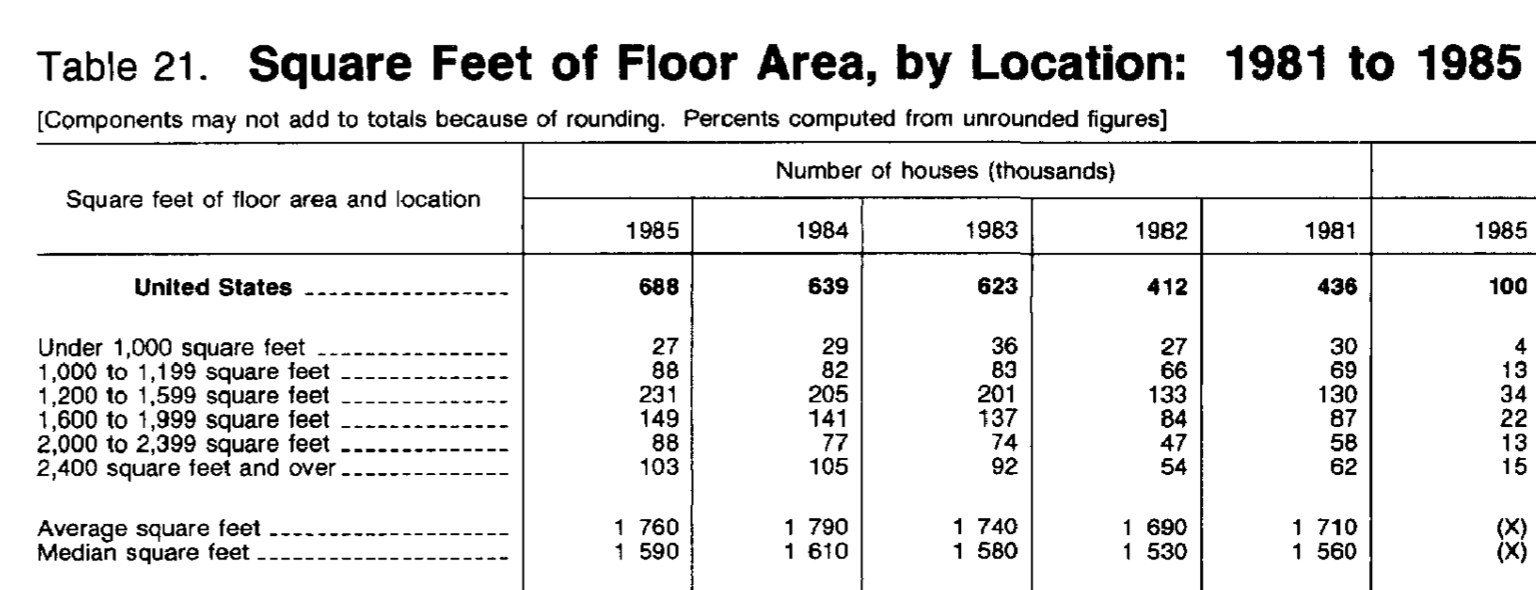 Table 21. Square Feet of Floor Area, by Location: 1981 to 1985
[Components may not add to totals because of rounding. Percents computed from unrounded figures]
Square feet of floor area and location
Number of houses (thousands)
1985 1984 1983 1982 1981 1985
United States 688 639 623 412 436 100
Under 1,000 square feet 27 29 36 27 30 4
1,000 to 1,199 square feet 88 82 83 66 69 13
1,200 to 1,599 square feet 231 205 201 133 130 34
1,600 to 1,999 square feet 149 141 137 84 87 22
2,000 to 2,399 square feet 88 77 74 47 58 13
2,400 square feet and over 103 105 92 54 62 15
Average square feet 1 760 1 790 1 740 1 690 1 710 (X)
Median square feet 1 590 1 610 1 580 1 530 1 560 (X)